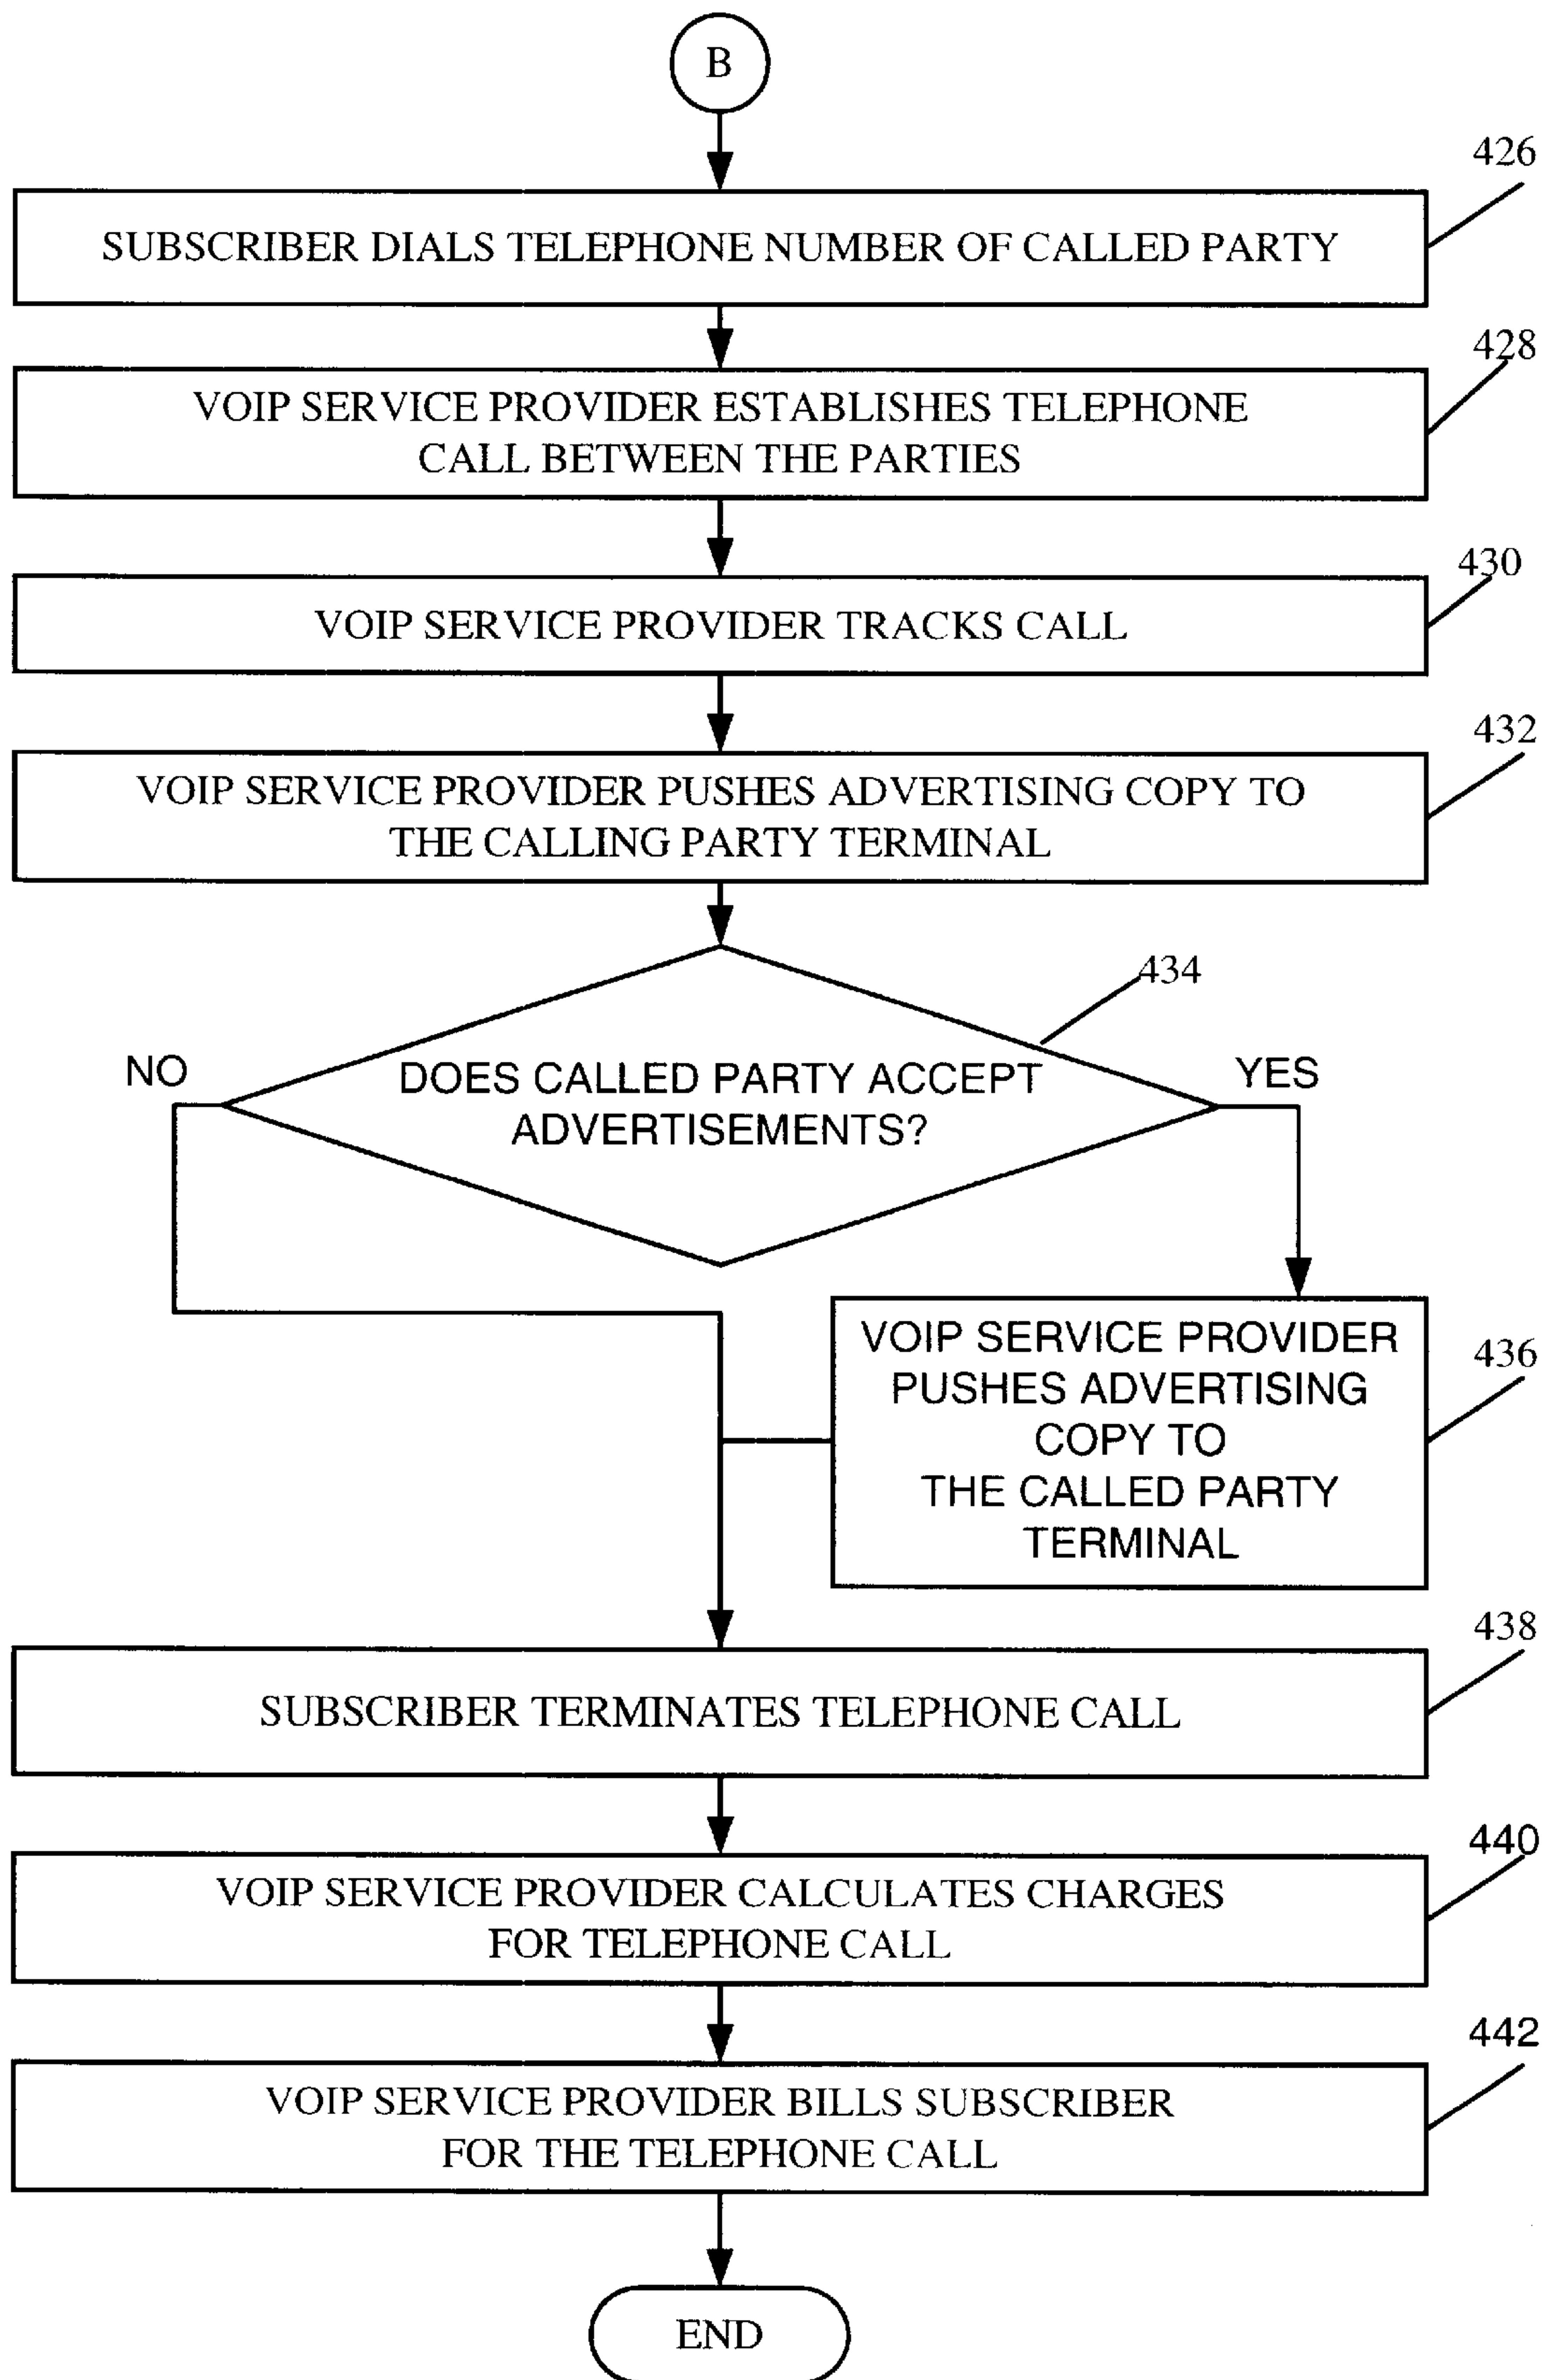 B
426
SUBSCRIBER DIALS TELEPHONE NUMBER OF CALLED PARTY
428
VOIP SERVICE PROVIDER ESTABLISHES TELEPHONE
CALL BETWEEN THE PARTIES
430
VOIP SERVICE PROVIDER TRACKS CALL
432
VOIP SERVICE PROVIDER PUSHES ADVERTISING COPY TO
THE CALLING PARTY TERMINAL
434
NO
DOES CALLED PARTY ACCEPT
ADVERTISEMENTS?
YES
436
VOIP SERVICE PROVIDER
PUSHES ADVERTISING
COPY TO
THE CALLED PARTY
TERMINAL
438
SUBSCRIBER TERMINATES TELEPHONE CALL
440
VOIP SERVICE PROVIDER CALCULATES CHARGES
FOR TELEPHONE CALL
442
VOIP SERVICE PROVIDER BILLS SUBSCRIBER
FOR THE TELEPHONE CALL
END